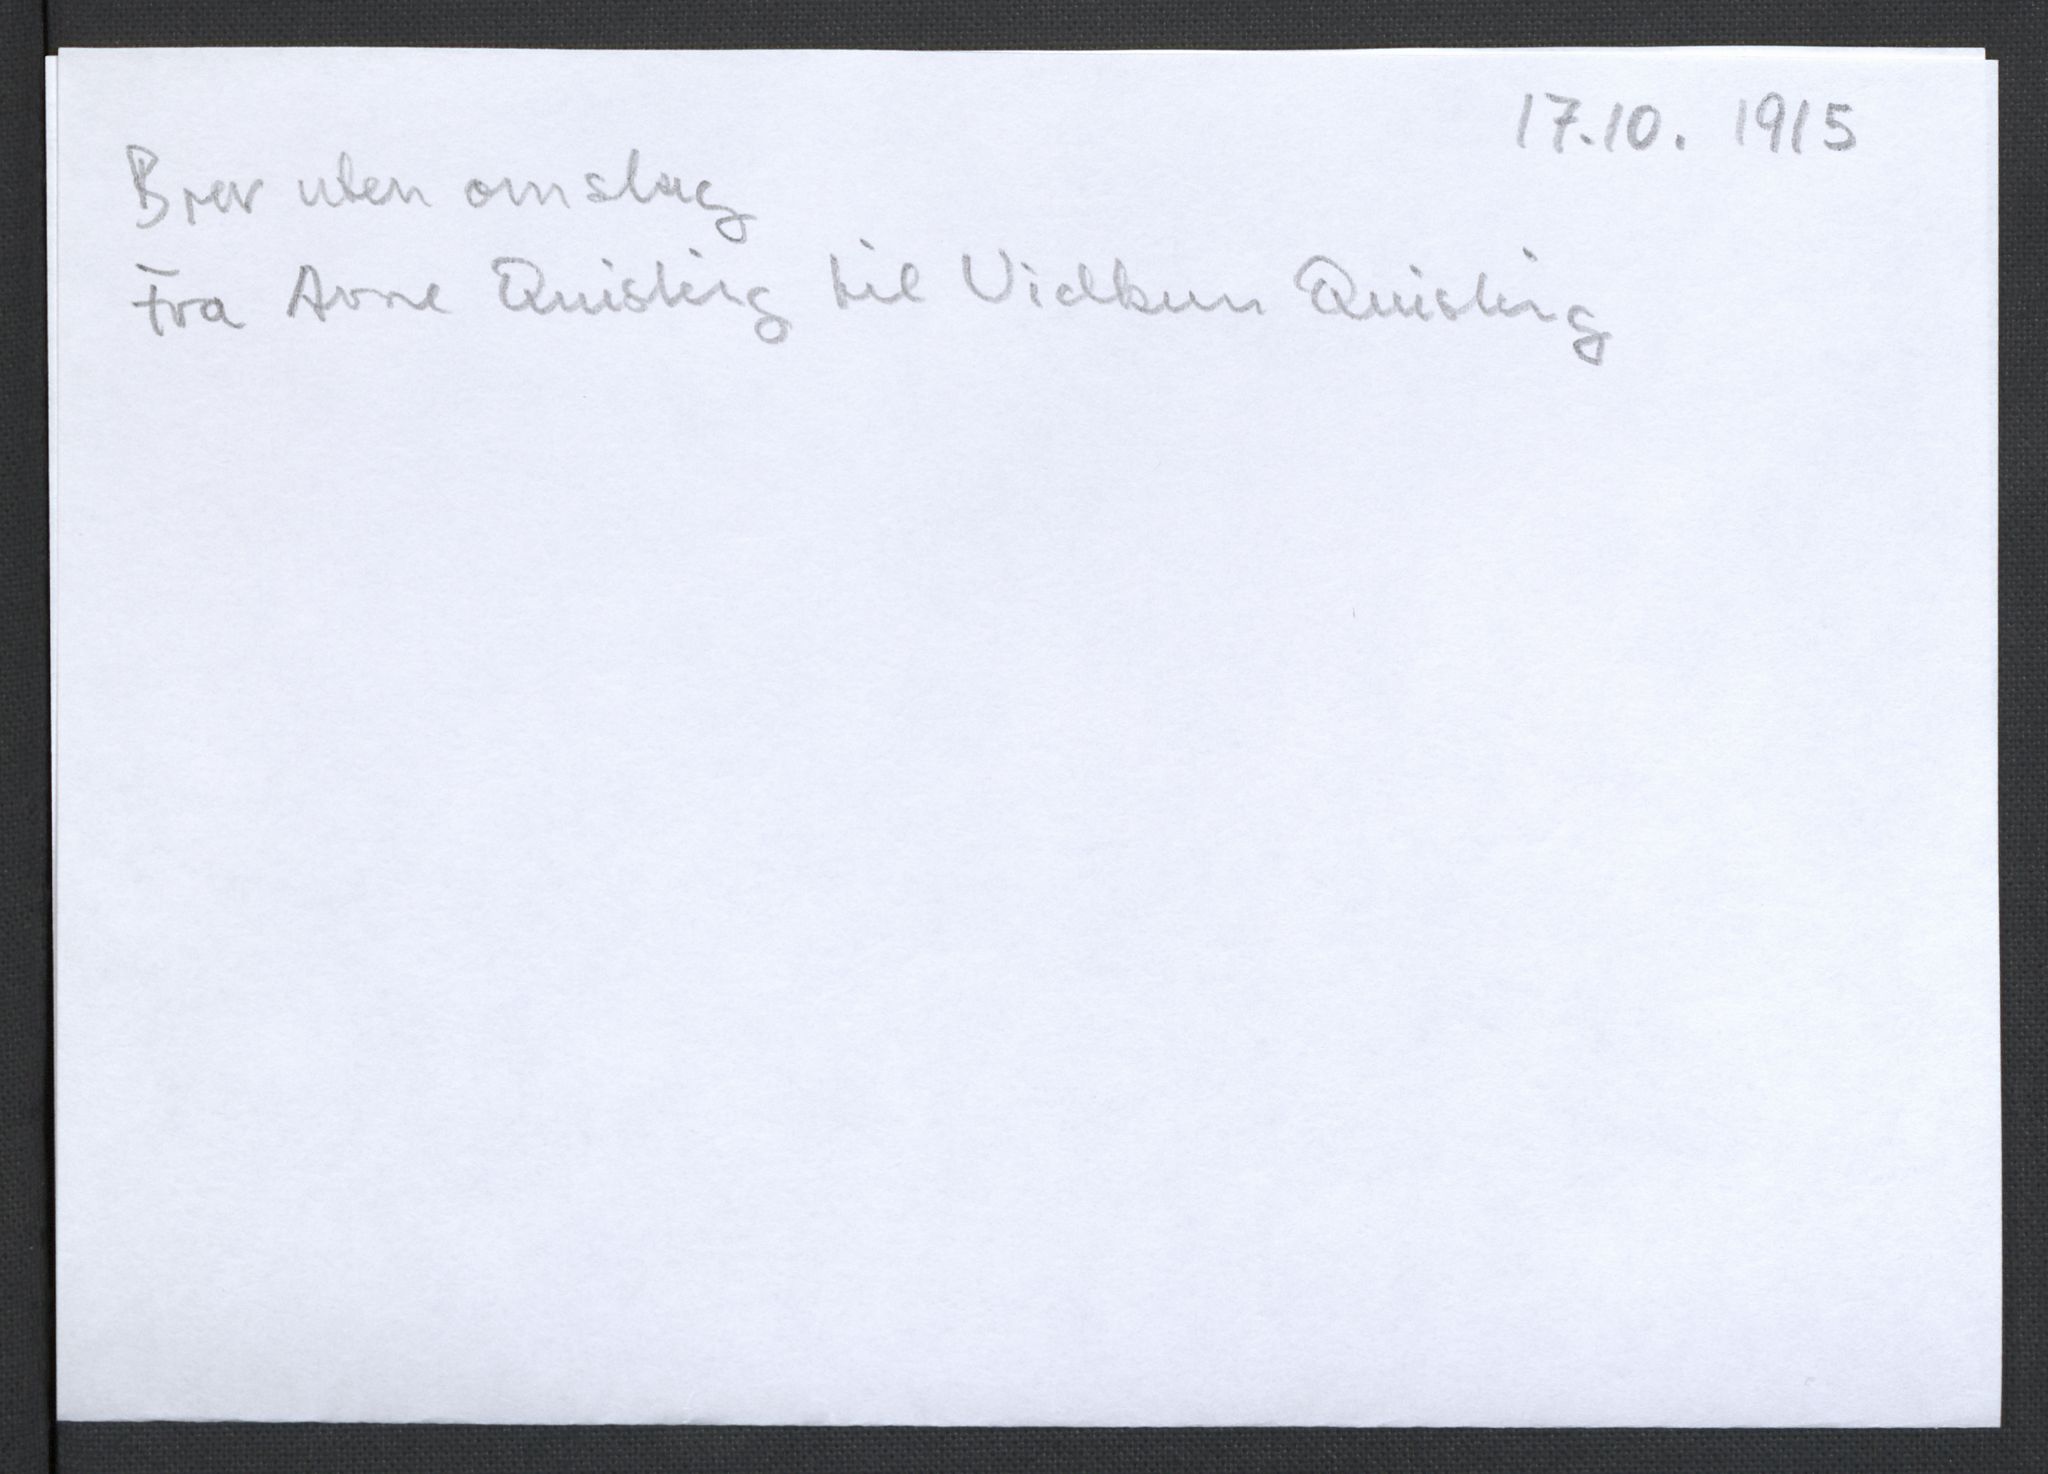 17.10. 1915
Brev uten omslag
Fra Arne Quisling til Vidkun Quisling